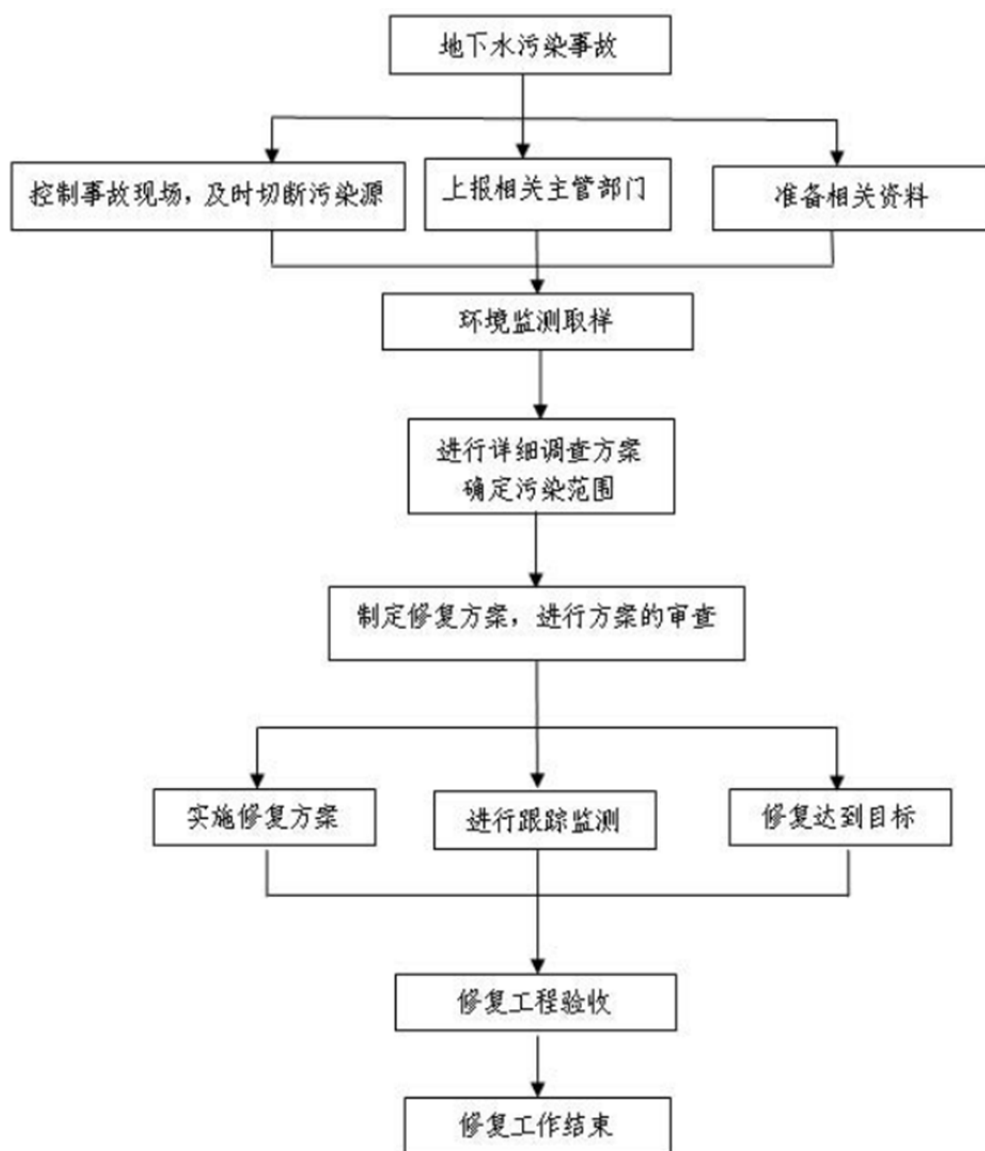 地下水污染事故
控制事故现场，及时切断污染源
上报相关主管部门
准备相关资料
环境监测取样
进行详细调查方案
确定污染范围
制定修复方案，进行方案的审查
实施修复方案
进行跟踪监测
修复达到目标
修复工程验收
修复工作结束